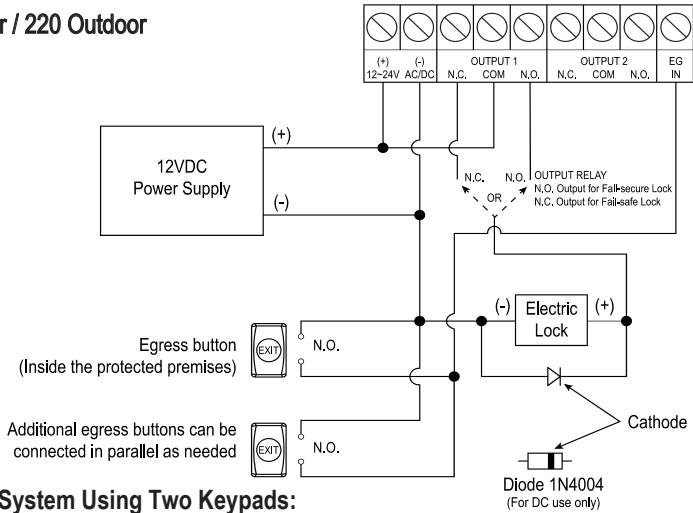 r / 220 Outdoor
(+) (-) OUTPUT 1 OUTPUT 2 EG
12~24V AC/DC N.C. COM N.O. N.C. COM N.O. IN
(+)
12VDC
Power Supply
(-)
N.C. N.O. OUTPUT RELAY
OR N.O. Output for Fail-secure Lock
N.C. Output for Fail-safe Lock
(-) Electric (+)
Lock
Egress button
(Inside the protected premises)
EXIT N.O.
Additional egress buttons can be
connected in parallel as needed
EXIT N.O.
Cathode
Diode 1N4004
(For DC use only)
System Using Two Keypads: